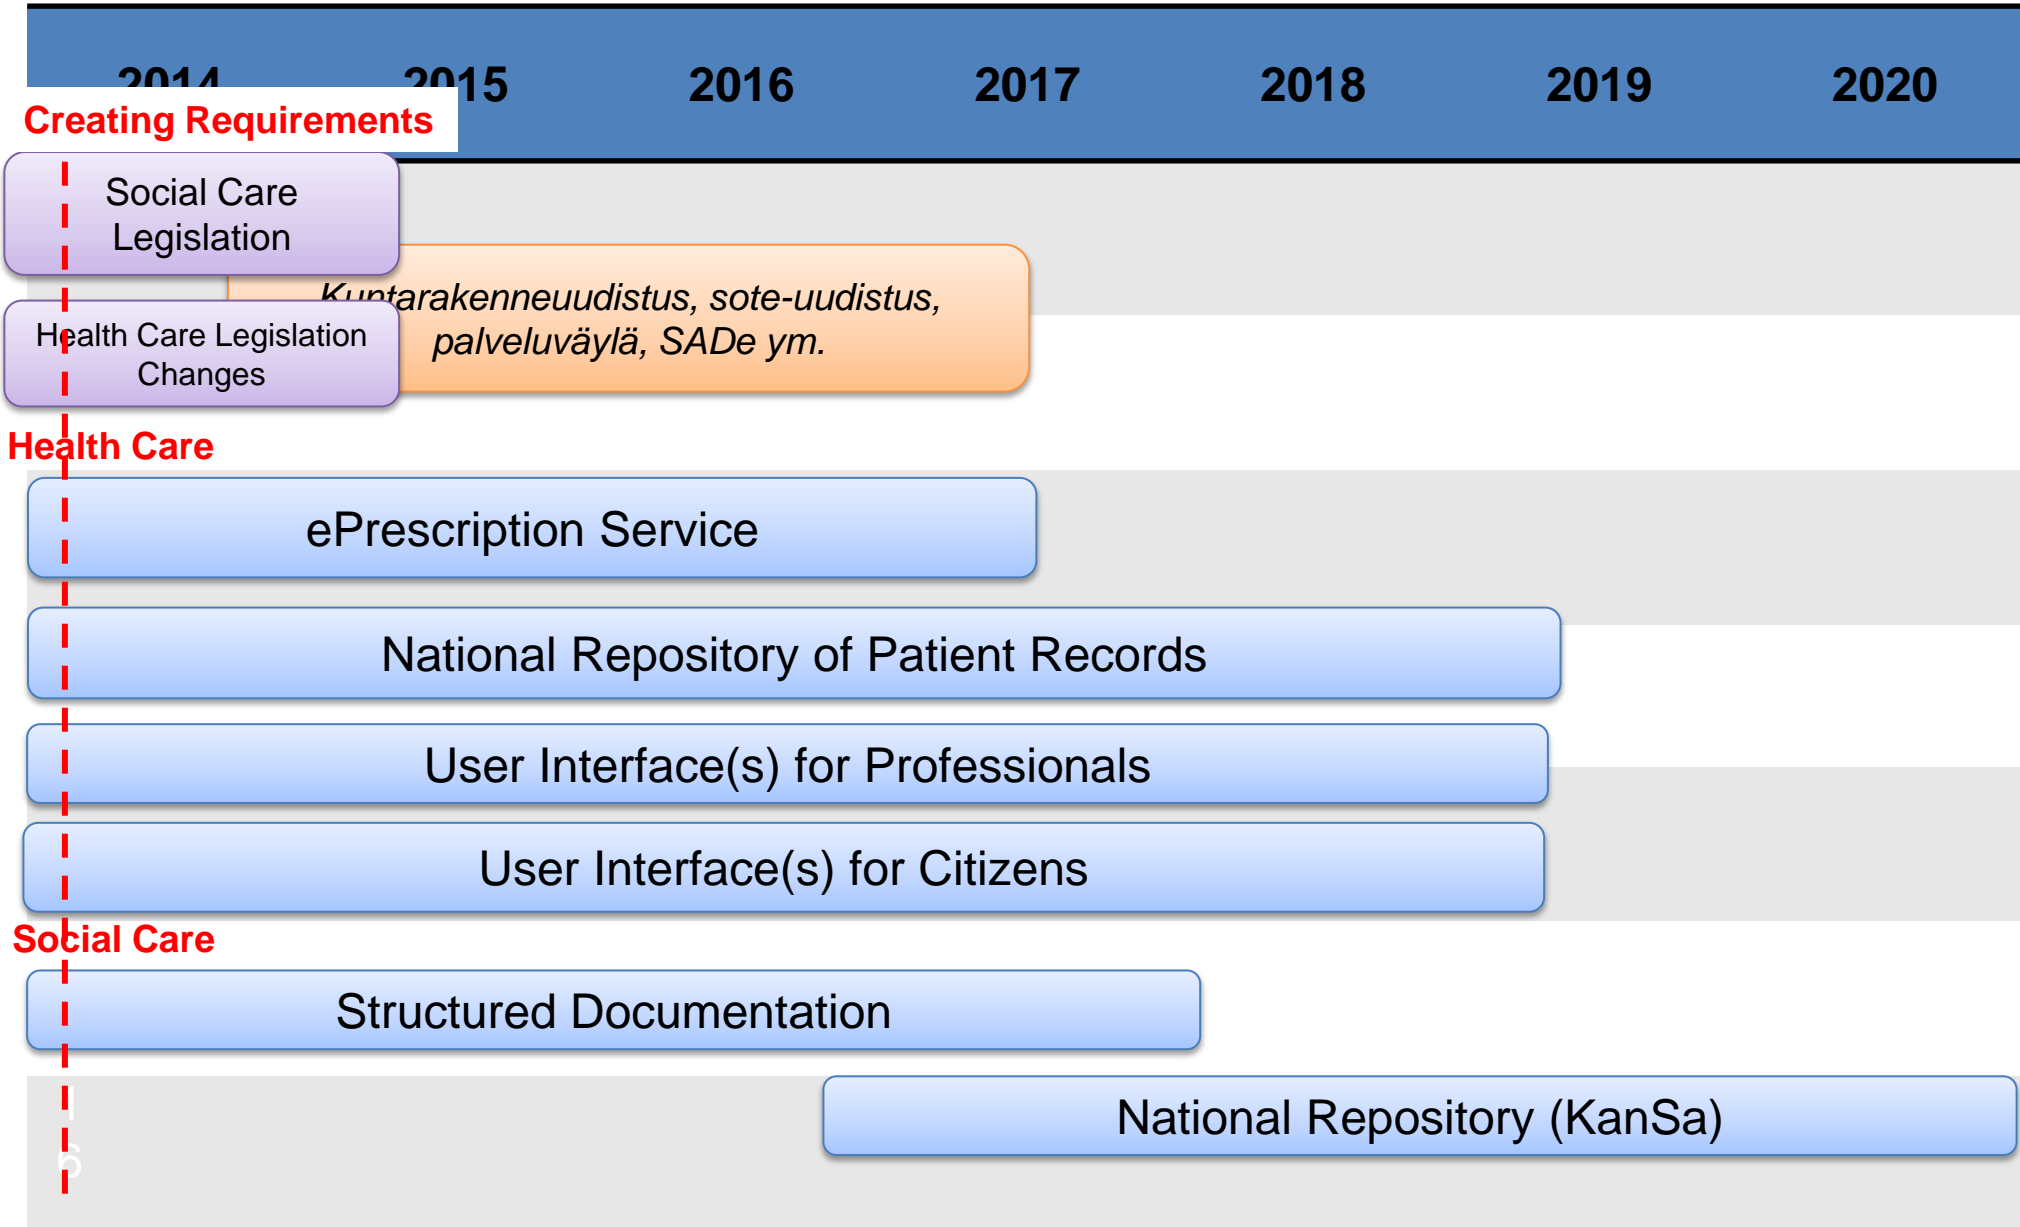 2014 2015 2016 2017 2018 2019 2020
Creating Requirements
Social Care
Legislation
Kuntarakenneuudistus, sote-uudistus,
palveluväylä, SADe ym.
Health Care Legislation
Changes
Health Care
ePrescription Service
National Repository of Patient Records
User Interface(s) for Professionals
User Interface(s) for Citizens
Social Care
Structured Documentation
National Repository (KanSa)
1
6